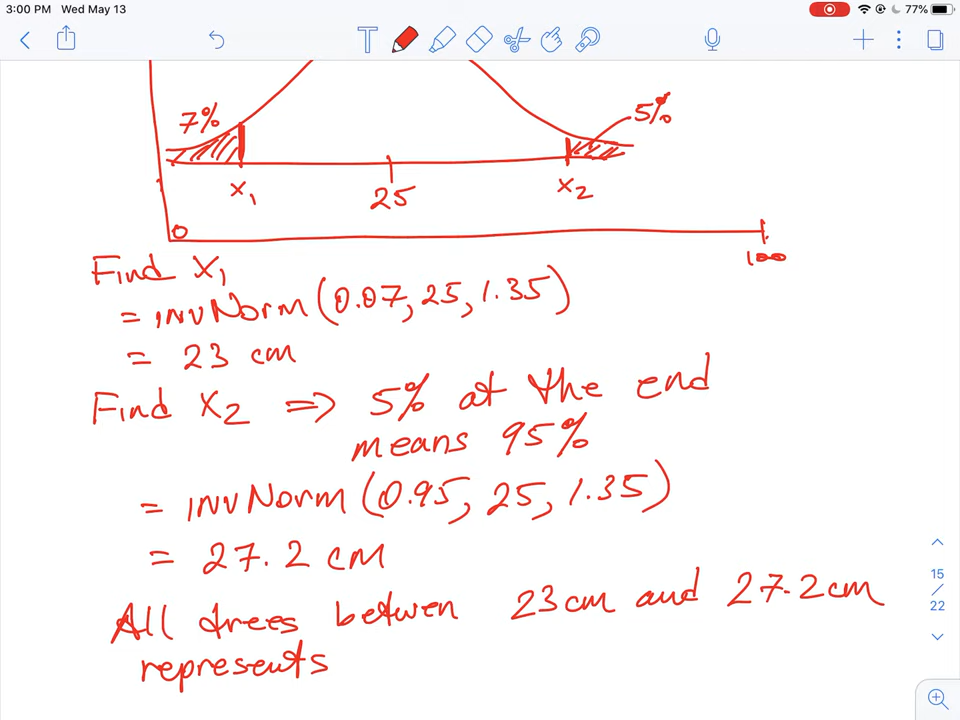 3:00 PM Wed May 13
77%
7%
5%
x₁
25
x₂
0
100
Find x₁
= invNorm (0.07, 25, 1.35)
= 23 cm
Find x₂ => 5% at the end
means 95%
= invNorm (0.95, 25, 1.35)
= 27.2 cm
All trees betwen 23cm and 27.2cm
represents
15
/
22